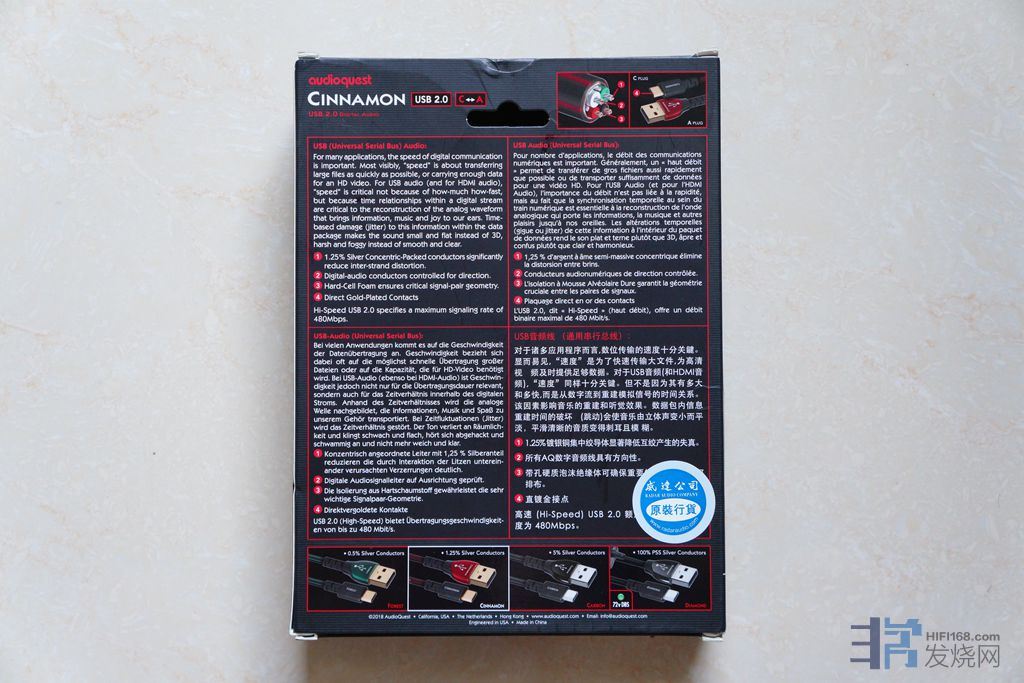 audioquest
CINNAMON USB 2.0 C↔A
USB 2.0 DIGITAL AUDIO
1
2
3
C PLUG
4
A PLUG
USB (Universal Serial Bus) Audio:
For many applications, the speed of digital communication
is important. Most visibly, “speed” is about transferring
large files as quickly as possible, or carrying enough data
for an HD video. For USB audio (and for HDMI audio),
“speed” is critical not because of how-much how-fast,
but because time relationships within a digital stream
are critical to the reconstruction of the analog waveform
that brings information, music and joy to our ears. Time-
based damage (jitter) to this information within the data
package makes the sound small and flat instead of 3D,
harsh and foggy instead of smooth and clear.
1 1.25% Silver Concentric-Packed conductors significantly
reduce inter-strand distortion.
2 Digital-audio conductors controlled for direction.
3 Hard-Cell Foam ensures critical signal-pair geometry.
4 Direct Gold-Plated Contacts
Hi-Speed USB 2.0 specifies a maximum signaling rate of
480Mbps.
USB Audio (Universal Serial Bus):
Pour nombre d'applications, le débit des communications
numériques est important. Généralement, un « haut débit
» permet de transférer de gros fichiers aussi rapidement
que possible ou de transporter suffisamment de données
pour une vidéo HD. Pour l'USB Audio (et pour l'HDMI
Audio), l'importance du débit n'est pas liée à la rapidité,
mais au fait que la synchronisation temporelle au sein du
train numérique est essentielle à la reconstruction de l'onde
analogique qui porte les informations, la musique et autres
plaisirs jusqu'à nos oreilles. Les altérations temporelles
(gigue ou jitter) de cette information à l'intérieur du paquet
de données rend le son plat et terne plutôt que 3D, âpre et
confus plutôt que clair et harmonieux.
1 1,25 % d'argent à âme semi-massive concentrique élimine
la distorsion entre brins.
2 Conducteurs audionumériques de direction contrôlée.
3 L'isolation à Mousse Alvéolaire Dure garantit la géométrie
cruciale entre les paires de signaux.
4 Plaquage direct en or des contacts
L'USB 2.0, dit « Hi-Speed » (haut débit), offre un débit
binaire maximal de 480 Mbit/s.
USB-Audio (Universal Serial Bus):
Bei vielen Anwendungen kommt es auf die Geschwindigkeit
der Datenübertragung an. Geschwindigkeit bezieht sich
dabei oft auf die möglichst schnelle Übertragung großer
Dateien oder auf die Kapazität, die für HD-Video benötigt
wird. Bei USB-Audio (ebenso bei HDMI-Audio) ist Geschwin-
digkeit jedoch nicht nur für die Übertragungsdauer relevant,
sondern auch für das Zeitverhältnis innerhalb des digitalen
Stroms. Anhand des Zeitverhältnisses wird die analoge
Welle nachgebildet, die Informationen, Musik und Spaß zu
unserem Gehör transportiert. Bei Zeitfluktuationen (Jitter)
wird das Zeitverhältnis gestört. Der Ton verliert an Räumlich-
keit und klingt schwach und flach, hört sich abgehackt und
schwammig an und nicht mehr weich und klar.
1 Konzentrisch angeordnete Leiter mit 1,25 % Silberanteil
reduzieren die durch Interaktion der Litzen unterein-
ander verursachten Verzerrungen deutlich.
2 Digitale Audiosignalleiter auf Ausrichtung geprüft.
3 Die Isolierung aus Hartschaumstoff gewährleistet die sehr
wichtige Signalpaar-Geometrie.
4 Direktvergoldete Kontakte
USB 2.0 (High-Speed) bietet Übertragungsgeschwindigkeit-
en von bis zu 480 Mbit/s.
USB音频线 (通用串行总线):
对于诸多应用程序而言,数位传输的速度十分关键。
显而易见,“速度”是为了快速传输大文件,为高清
视 频及时提供足够数据。对于USB音频(和HDMI音
频),“速度”同样十分关键。但不是因为其有多大
和多快,而是从数字流到重建模拟信号的时间关系。
该因素影响音乐的重建和听觉效果。数据包内信息
重建时间的破坏 (跳动)会使音乐由立体声变小而平
淡,平滑清晰的音质变得刺耳且模 糊。
1 1.25%镀银铜集中绞导体显著降低互绞产生的失真。
2 所有AQ数字音频线具有方向性。
3 带孔硬质泡沫绝缘体可确保重要
排布。
4 直镀金接点
高速 (Hi-Speed) USB 2.0 额
度为 480Mbps。
威达公司
RADAR AUDIO COMPANY
原裝行貨
www.radaraudio.com
• 0.5% Silver Conductors
FOREST
• 1.25% Silver Conductors
CINNAMON
• 5% Silver Conductors
CARBON
• 100% PSS Silver Conductors
72v DBS
DIAMOND
©2018 AudioQuest • California, USA • The Netherlands • Hong Kong • www.audioquest.com • Email: info@audioquest.com
Engineered in USA • Made in China
HIFI168.com
发烧网